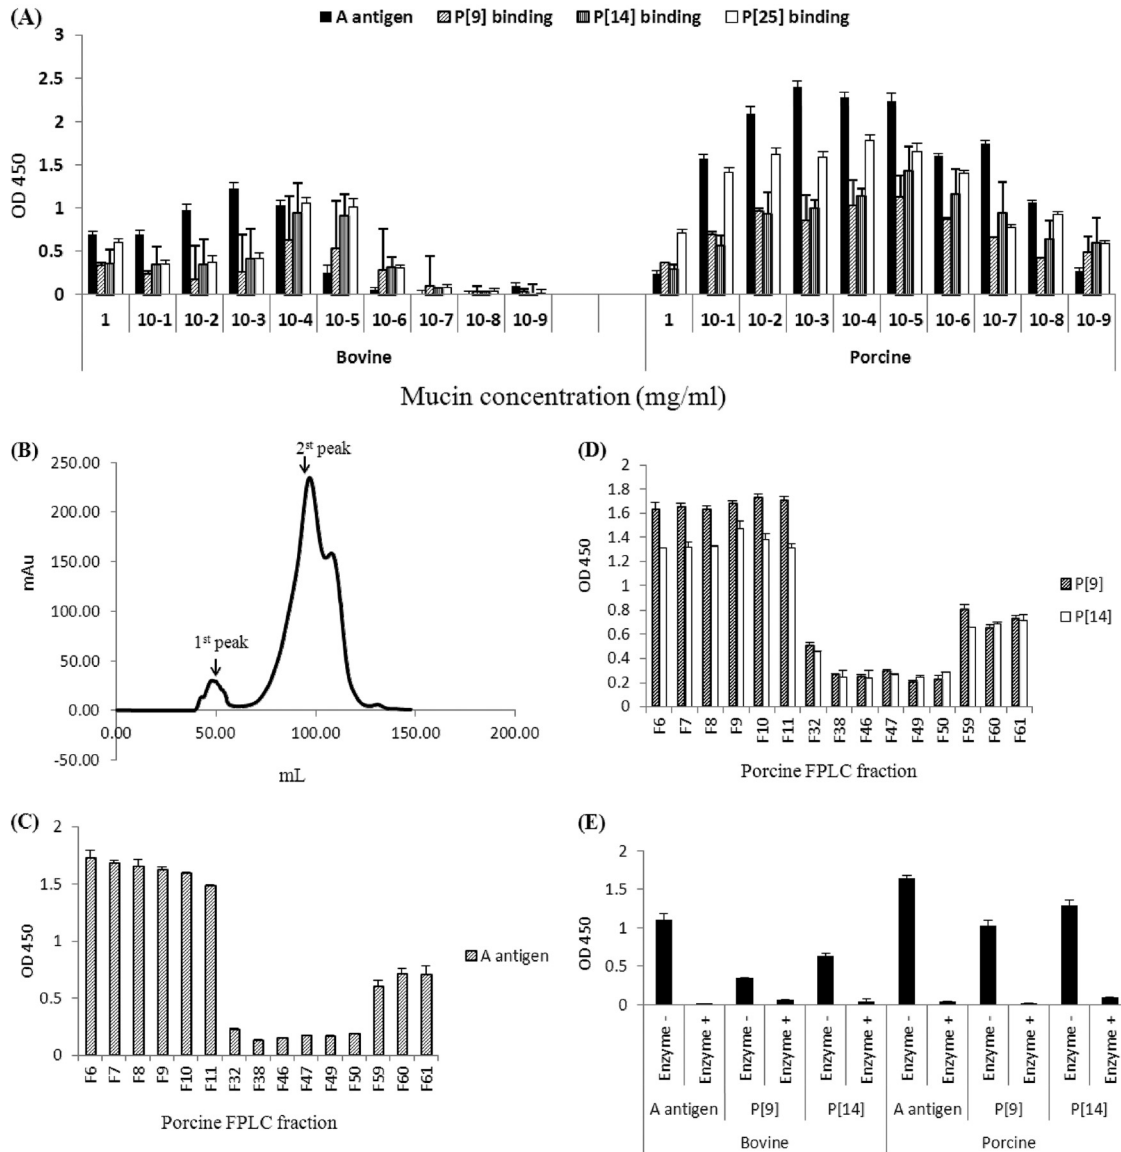 (A)
A antigen P[9] binding P[14] binding P[25] binding
3
2.5
2
1.5
1
0.5
0
OD 450
1 10-1 10-2 10-3 10-4 10-5 10-6 10-7 10-8 10-9 1 10-1 10-2 10-3 10-4 10-5 10-6 10-7 10-8 10-9
Bovine Porcine
Mucin concentration (mg/ml)
(B)
2st peak
1st peak
250.00
200.00
150.00
100.00
50.00
0.00
-50.00
mAu
0.00 50.00 100.00 150.00 200.00
mL
(D)
2
1.8
1.6
1.4
1.2
1
0.8
0.6
0.4
0.2
0
OD 450
P[9]
P[14]
F6 F7 F8 F9 F10 F11 F32 F38 F46 F47 F49 F50 F59 F60 F61
Porcine FPLC fraction
(C)
2
1.5
1
0.5
0
OD 450
A antigen
F6 F7 F8 F9 F10 F11 F32 F38 F46 F47 F49 F50 F59 F60 F61
Porcine FPLC fraction
(E)
2
1.5
1
0.5
0
OD 450
Enzyme - Enzyme + Enzyme - Enzyme + Enzyme - Enzyme + Enzyme - Enzyme + Enzyme - Enzyme + Enzyme - Enzyme +
A antigen P[9] P[14] A antigen P[9] P[14]
Bovine Porcine